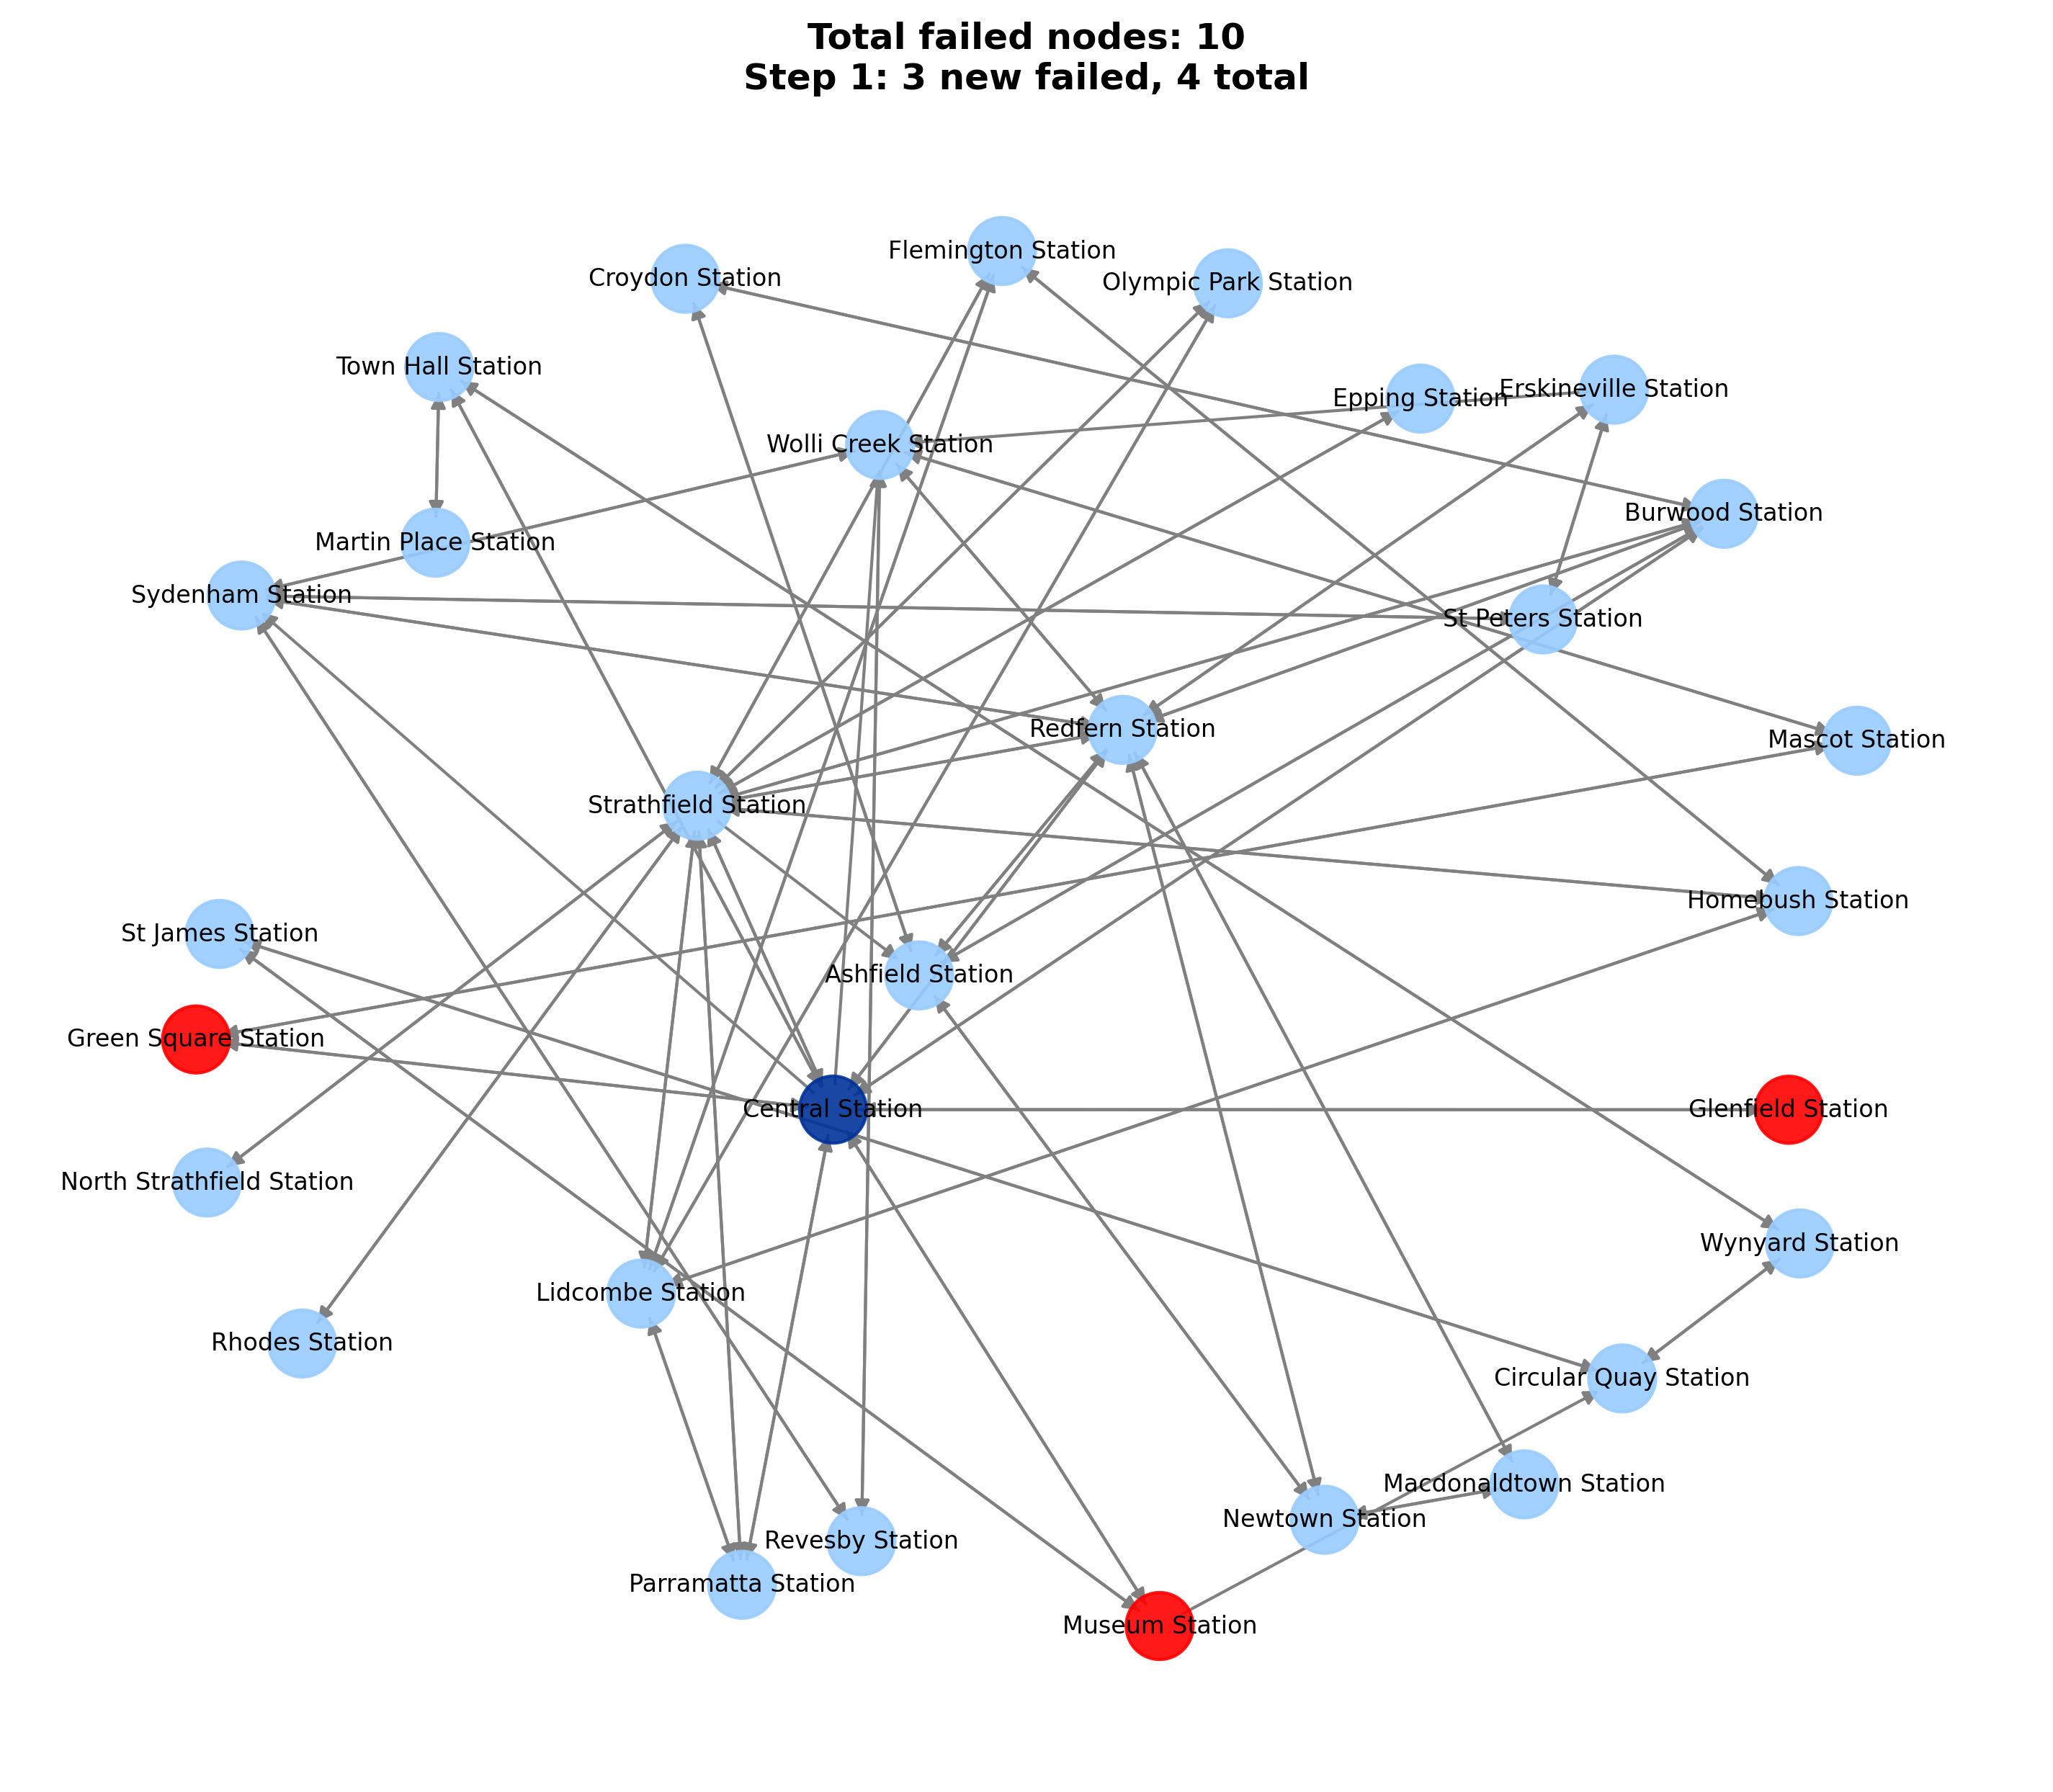 Total failed nodes: 10
Step 1: 3 new failed, 4 total
Flemington Station
Croydon Station
Olympic Park Station
Town Hall Station
Epping Station
Erskineville Station
Wolli Creek Station
Burwood Station
Martin Place Station
Sydenham Station
St Peters Station
Redfern Station
Mascot Station
Strathfield Station
Homebush Station
St James Station
Ashfield Station
Green Square Station
Central Station
Glenfield Station
North Strathfield Station
Wynyard Station
Lidcombe Station
Rhodes Station
Circular Quay Station
Macdonaldtown Station
Newtown Station
Revesby Station
Parramatta Station
Museum Station